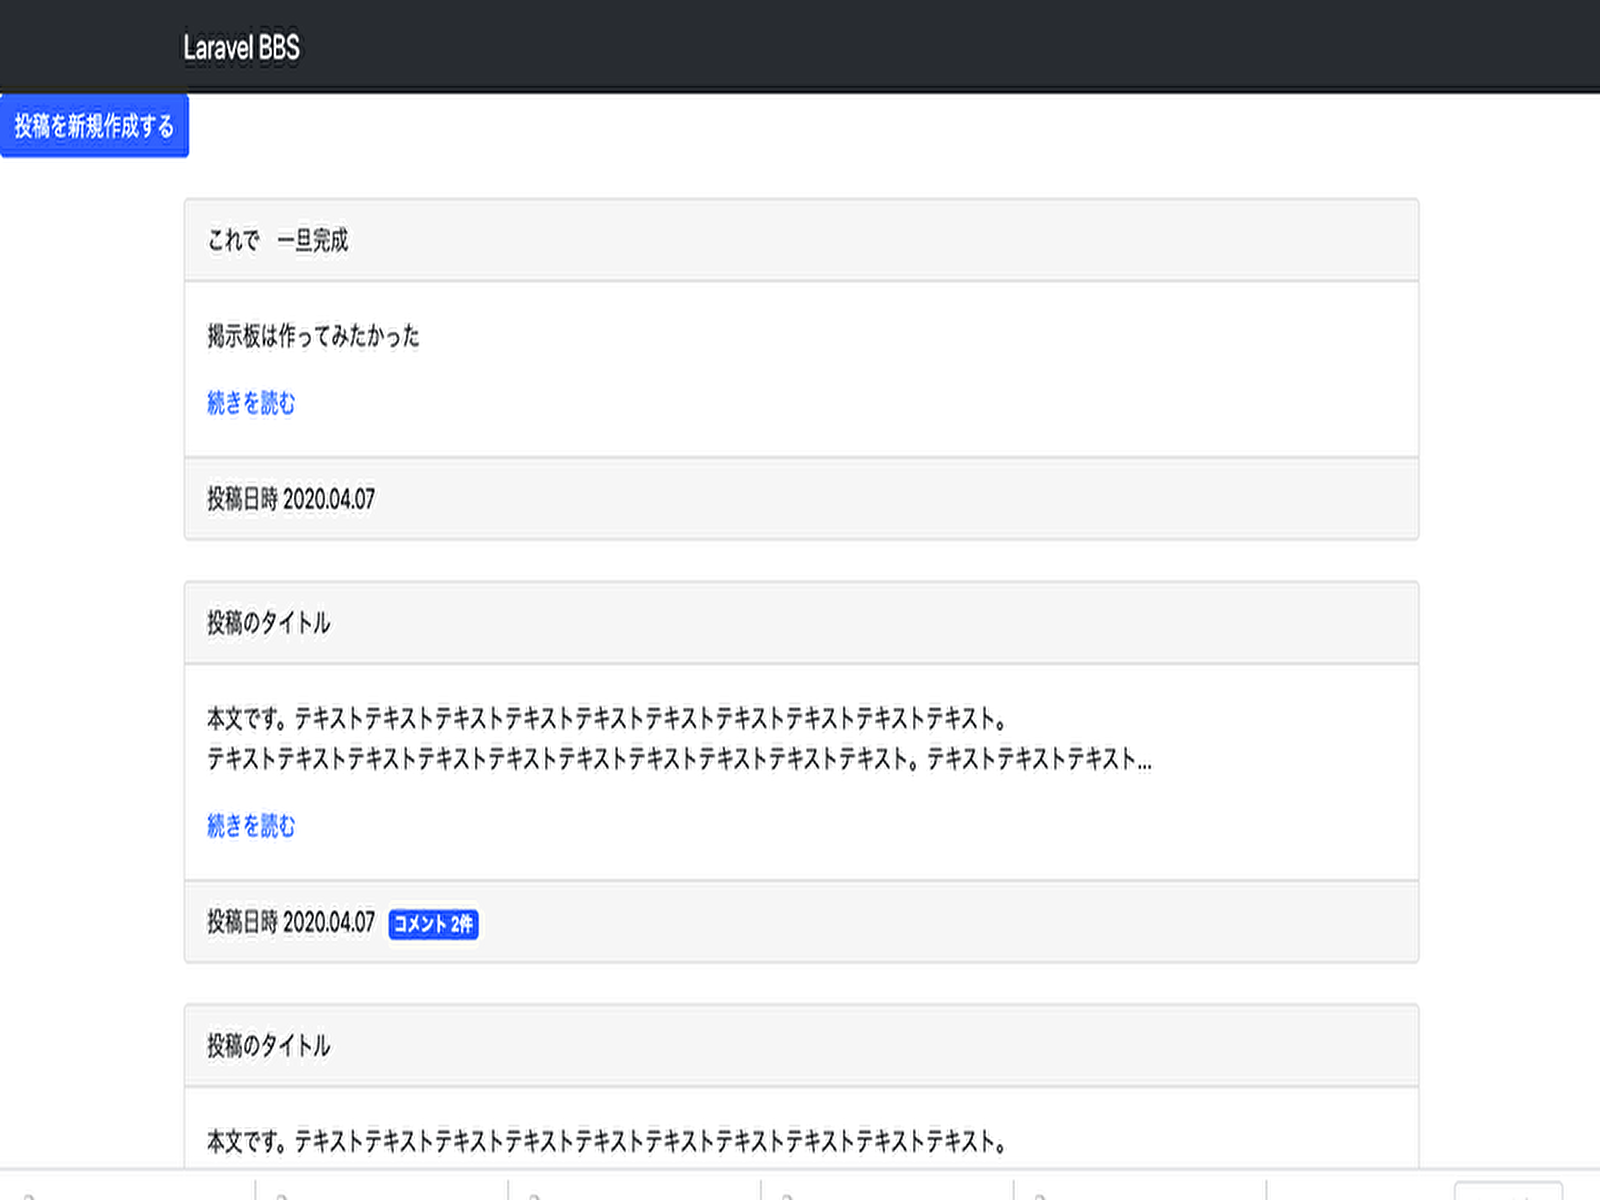 Laravel BBS
投稿を新規作成する
これで　一旦完成
掲示板は作ってみたかった
続きを読む
投稿日時 2020.04.07
投稿のタイトル
本文です。テキストテキストテキストテキストテキストテキストテキストテキストテキストテキスト。
テキストテキストテキストテキストテキストテキストテキストテキストテキストテキスト。テキストテキストテキスト...
続きを読む
投稿日時 2020.04.07 コメント 2件
投稿のタイトル
本文です。テキストテキストテキストテキストテキストテキストテキストテキストテキストテキスト。